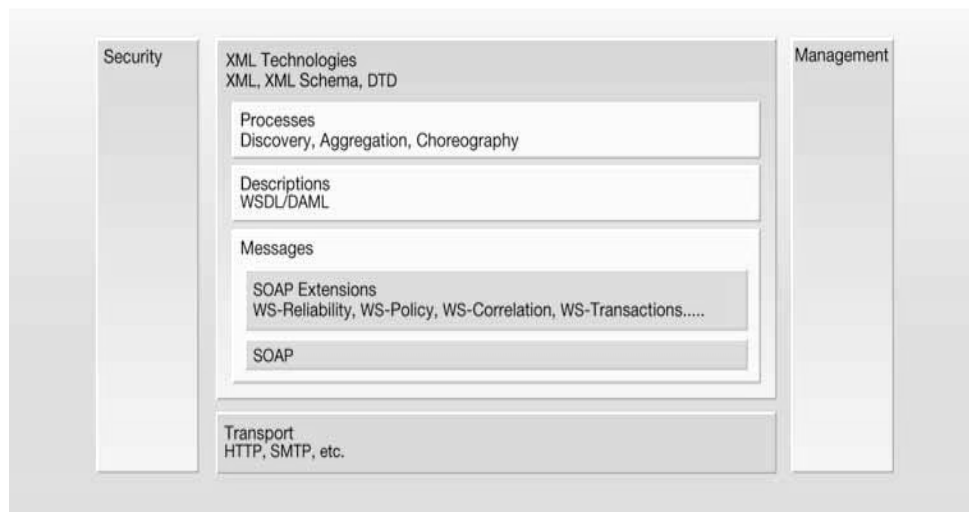 Security
XML Technologies
XML, XML Schema, DTD
Processes
Discovery, Aggregation, Choreography
Descriptions
WSDL/DAML
Messages
SOAP Extensions
WS-Reliability, WS-Policy, WS-Correlation, WS-Transactions.....
SOAP
Transport
HTTP, SMTP, etc.
Management